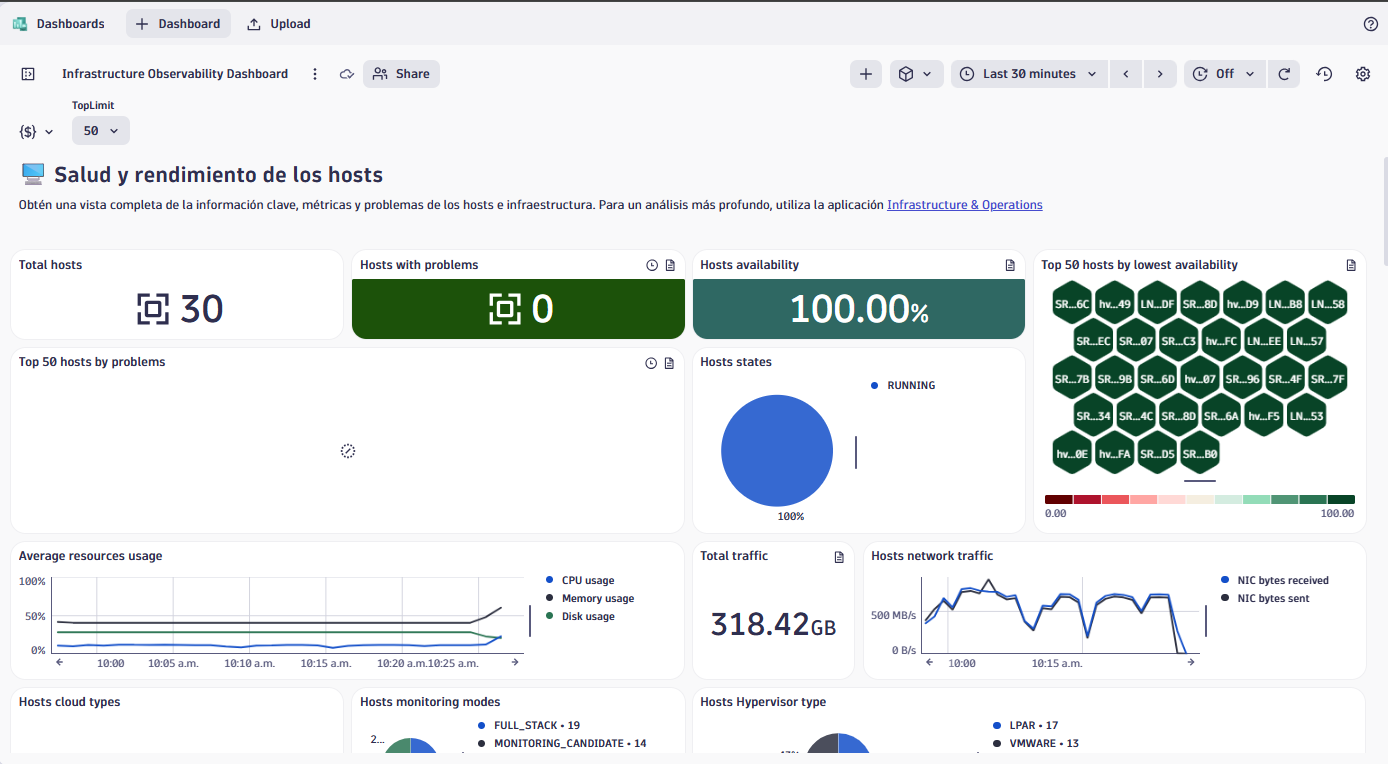 Dashboards
Dashboard
Upload
Infrastructure Observability Dashboard
Share
Last 30 minutes
Off
TopLimit
{$}
50
Salud y rendimiento de los hosts
Obtén una vista completa de la información clave, métricas y problemas de los hosts e infraestructura. Para un análisis más profundo, utiliza la aplicación Infrastructure & Operations
Total hosts
30
Hosts with problems
0
Hosts availability
100.00%
Top 50 hosts by lowest availability
SR...6C hv...49 LN...DF SR...8D hv...D9 LN...B8 LN...58
SR...EC SR...07 SR...C3 hv...FC LN...EE LN...57
SR...7B SR...9B SR...6D hv...07 SR...96 SR...4F SR...7F
SR...34 SR...4C SR...8D SR...6A hv...F5 LN...53
hv...0E hv...FA SR...D5 SR...B0
0.00 100.00
Top 50 hosts by problems
Hosts states
RUNNING
100%
Average resources usage
100%
50%
0%
10:00 10:05 a.m. 10:10 a.m. 10:15 a.m. 10:20 a.m. 10:25 a.m.
CPU usage
Memory usage
Disk usage
Total traffic
318.42GB
Hosts network traffic
500 MB/s
0 B/s
10:00 10:15 a.m.
NIC bytes received
NIC bytes sent
Hosts cloud types
Hosts monitoring modes
2...
FULL_STACK • 19
MONITORING_CANDIDATE • 14
Hosts Hypervisor type
LPAR • 17
VMWARE • 13